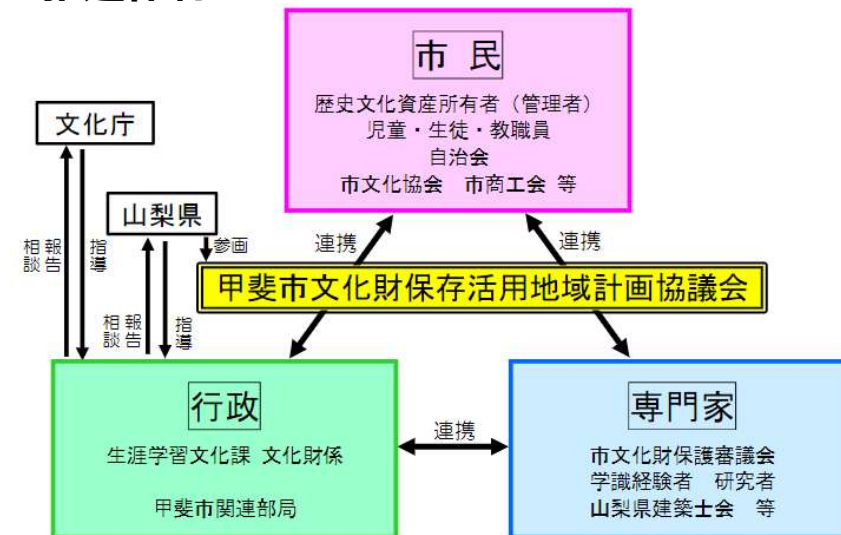 市 民
歴史文化資産所有者（管理者）
児童・生徒・教職員
自治会
市文化協会　市商工会 等
文化庁
山梨県
報告
相談
指導
参画
連携
連携
甲斐市文化財保存活用地域計画協議会
報告
相談
指導
行政
生涯学習文化課 文化財係
甲斐市関連部局
連携
専門家
市文化財保護審議会
学識経験者　研究者
山梨県建築士会　等